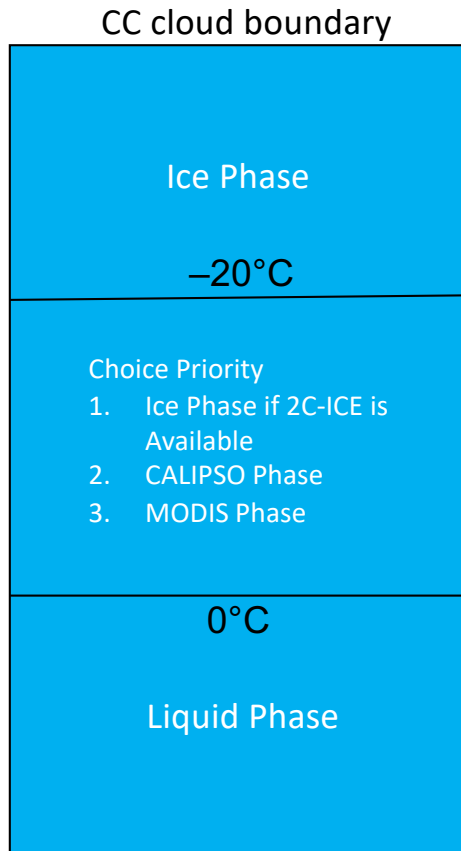 CC cloud boundary
Ice Phase
–20°C
Choice Priority
1. Ice Phase if 2C-ICE is
Available
2. CALIPSO Phase
3. MODIS Phase
0°C
Liquid Phase